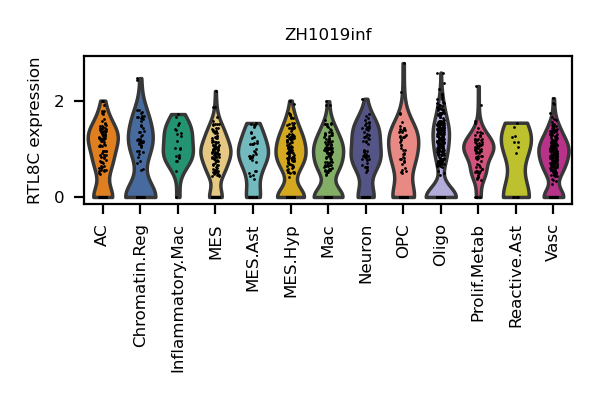 ZH1019inf
RTL8C expression
2
0
AC
Chromatin.Reg
Inflammatory.Mac
MES
MES.Ast
MES.Hyp
Mac
Neuron
OPC
Oligo
Prolif.Metab
Reactive.Ast
Vasc